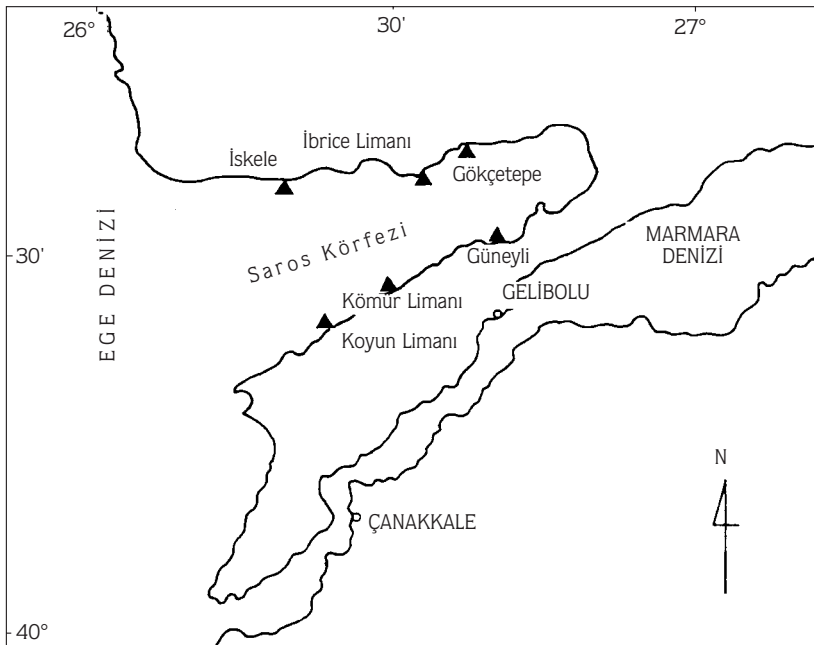 26°
30'
27°
İbrice Limanı
İskele
Gökçetepe
EGE DENİZİ
Saros Körfezi
30'
Güneyli
MARMARA
DENİZİ
Kömür Limanı
GELİBOLU
Koyun Limanı
N
ÇANAKKALE
40°